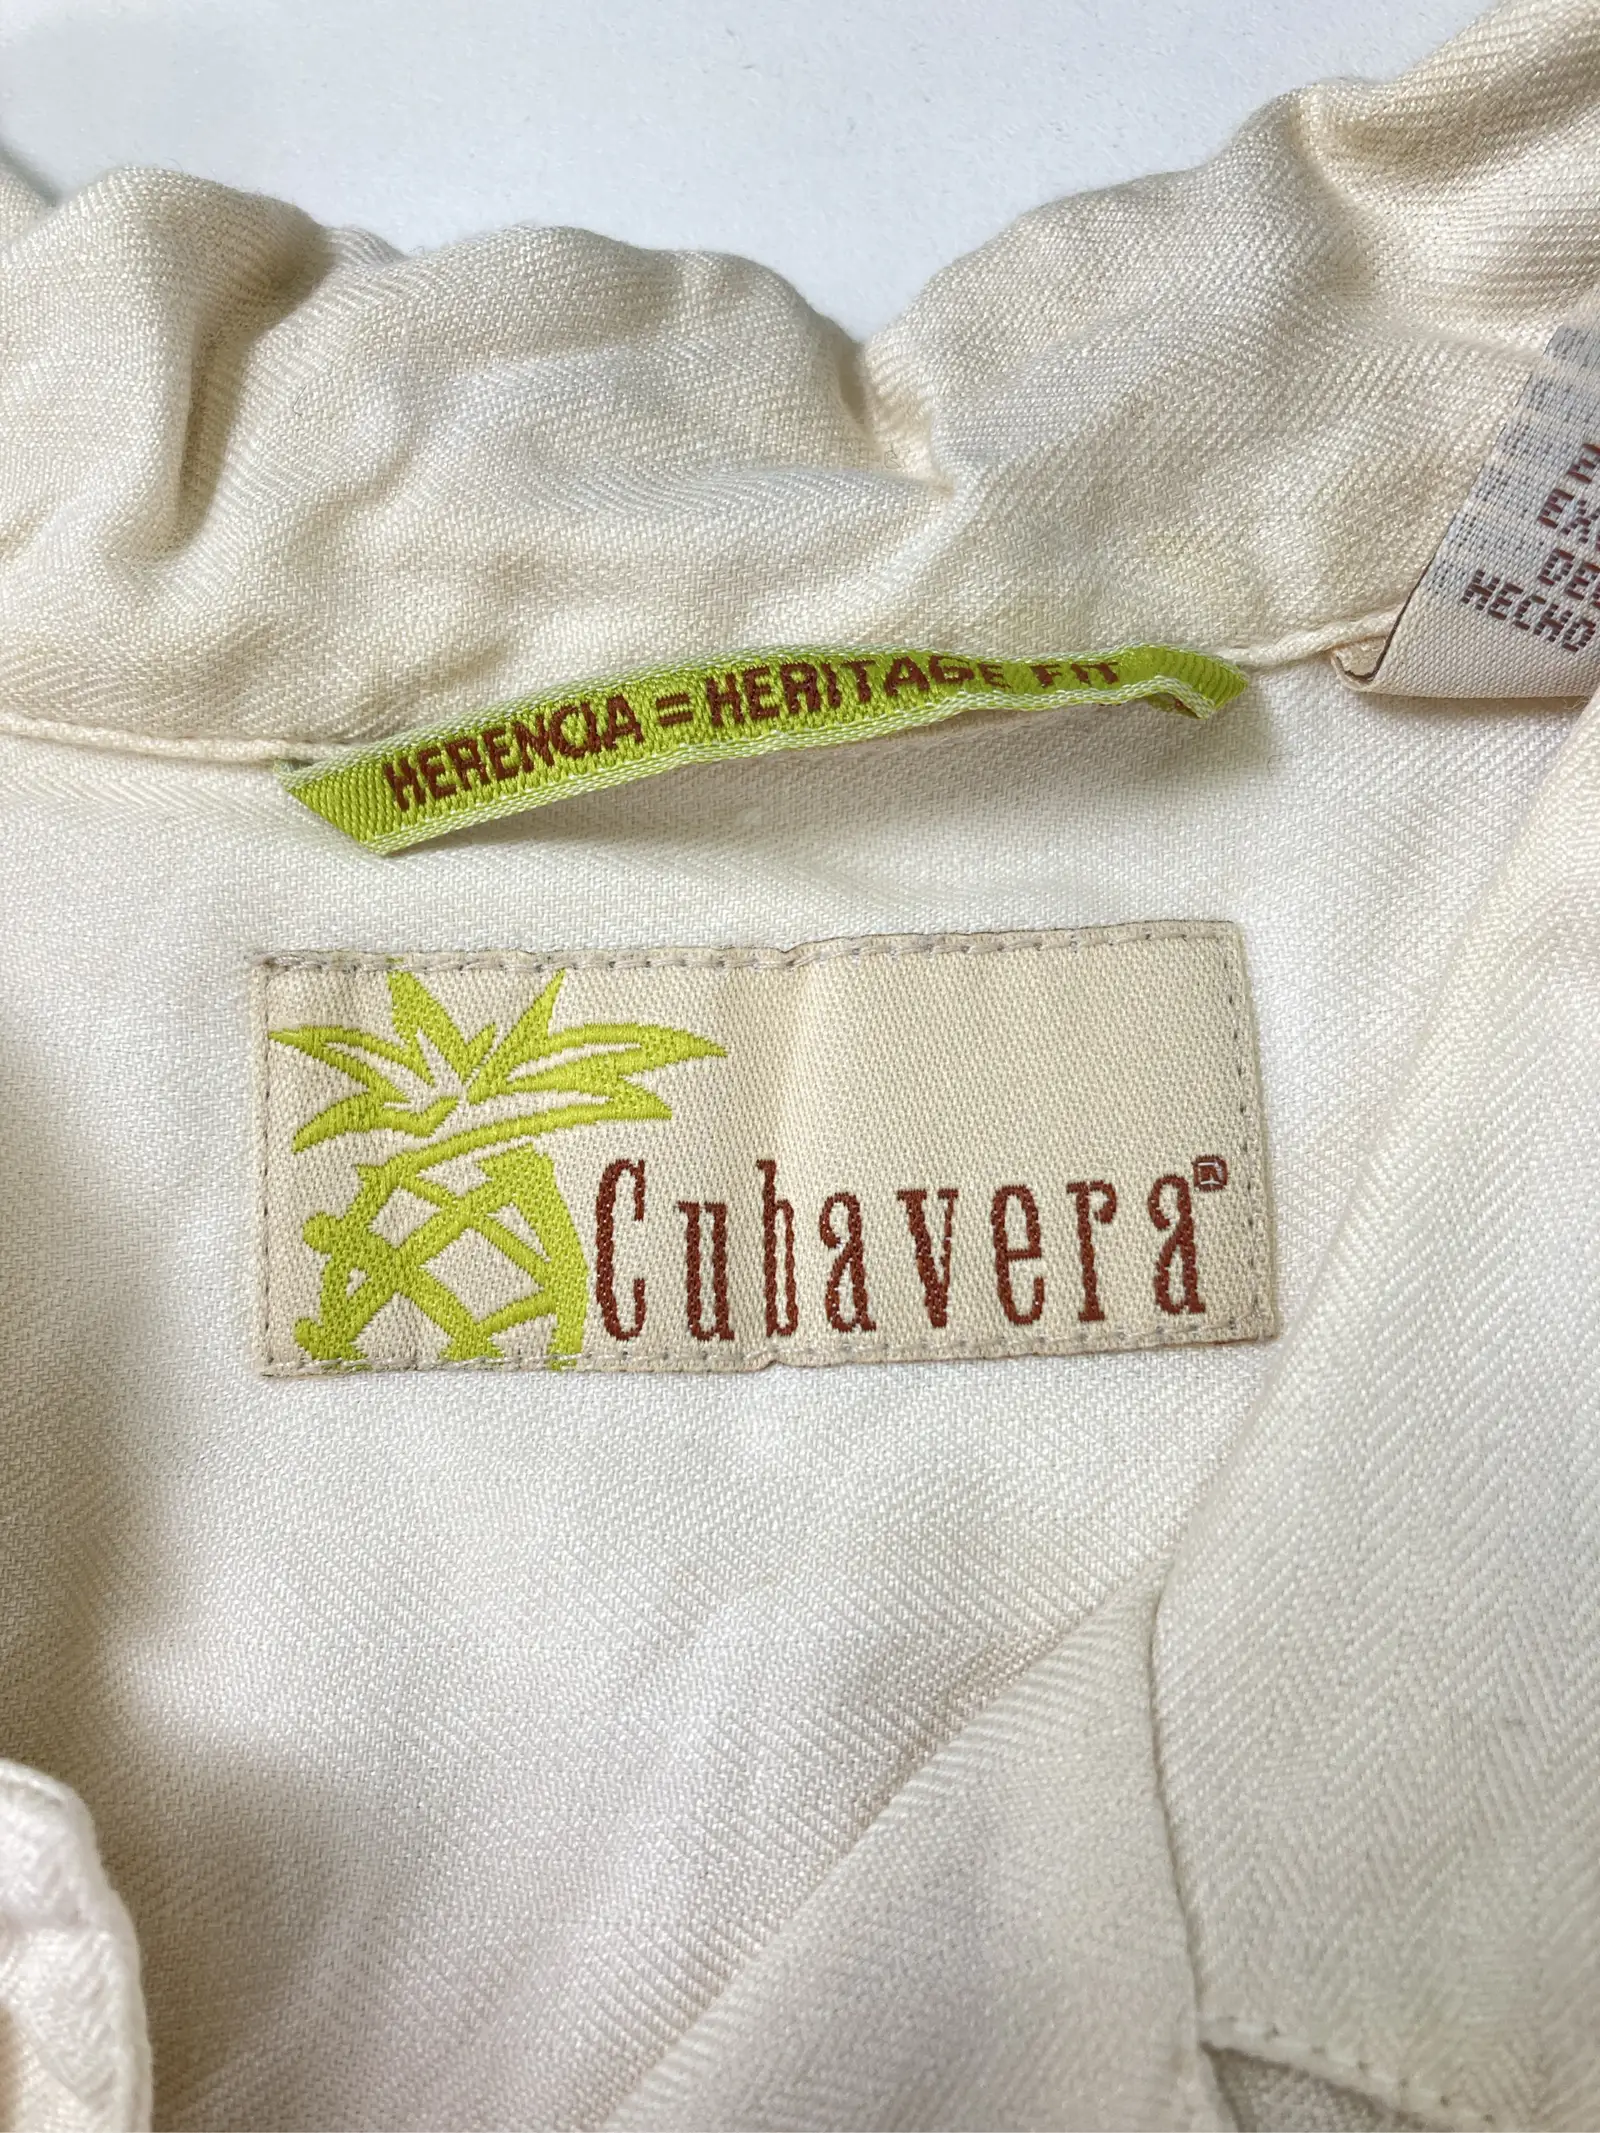 HERENCIA = HERITAGE FIT
Cubavera®
HECHO